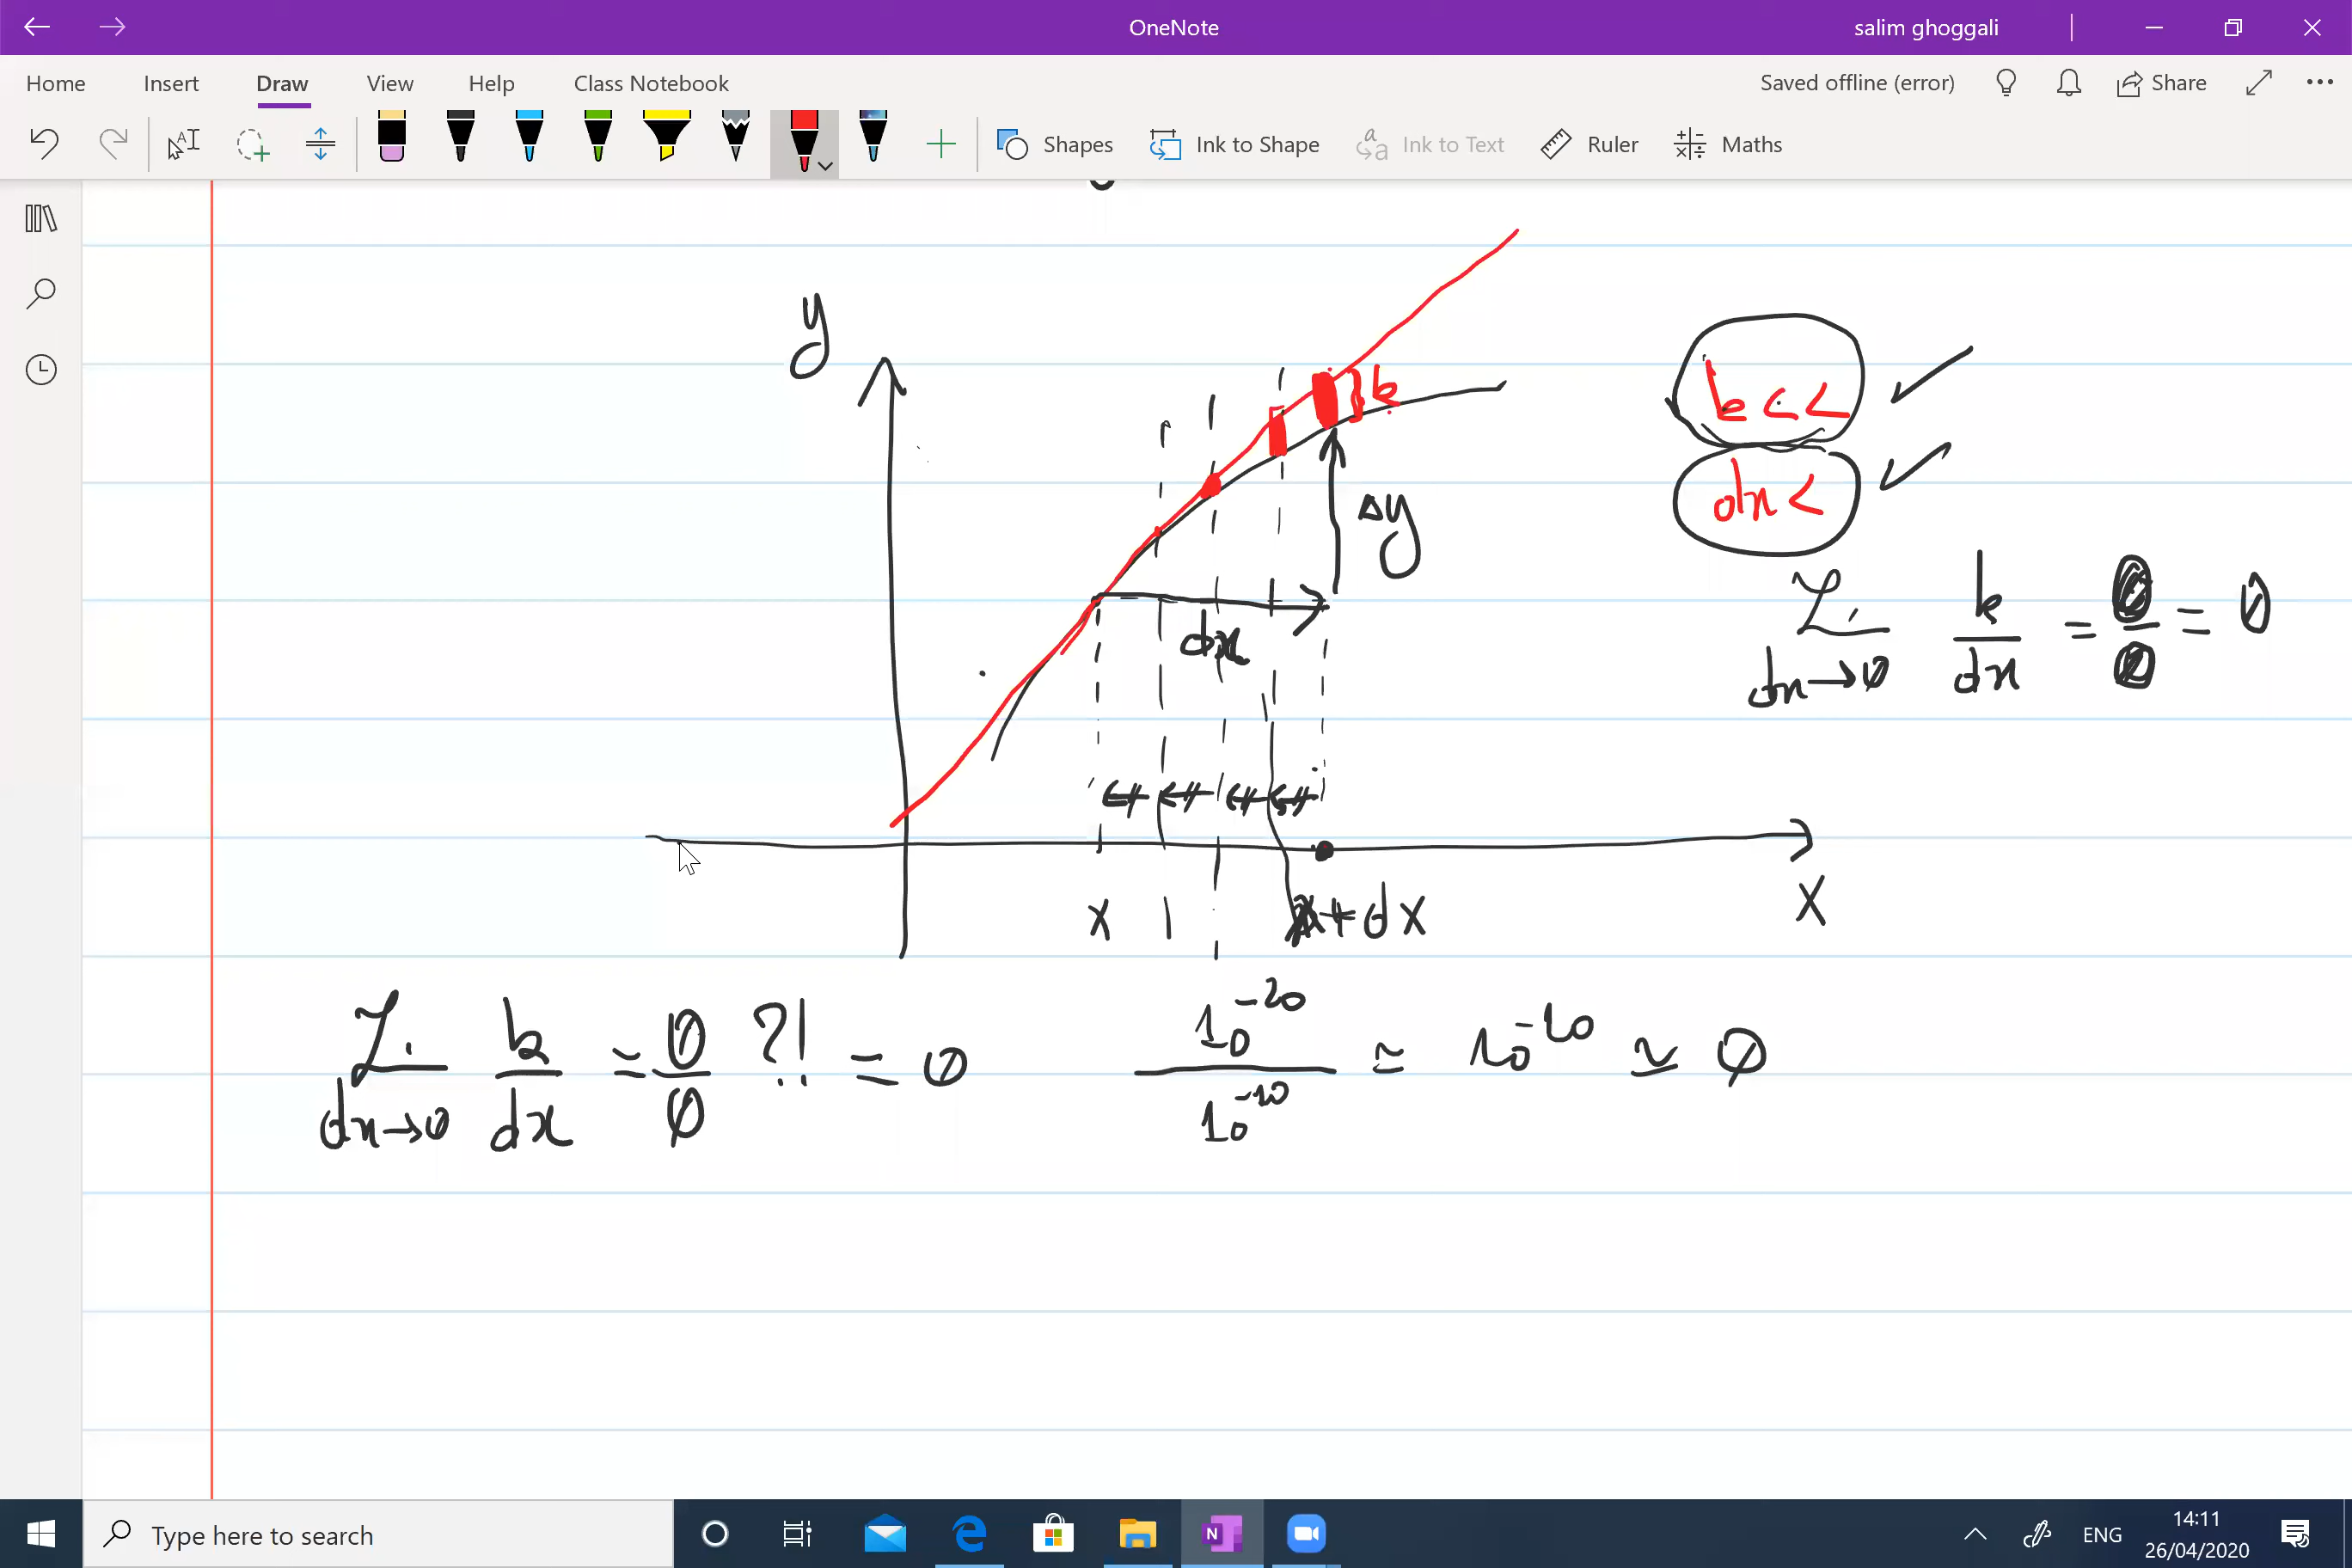 OneNote
salim ghoggali
Home Insert Draw View Help Class Notebook
Saved offline (error) Share
Shapes Ink to Shape Ink to Text Ruler Maths
y
k
k <<
dx <
Δy
dx
dx→0 k/dx = 0/0 = 0
x x+dx X
dx→0 k/dx = 0/0 ?! = 0
10^-20 / 10^-10 ≃ 10^-10 ≃ 0
Type here to search
ENG
14:11
26/04/2020